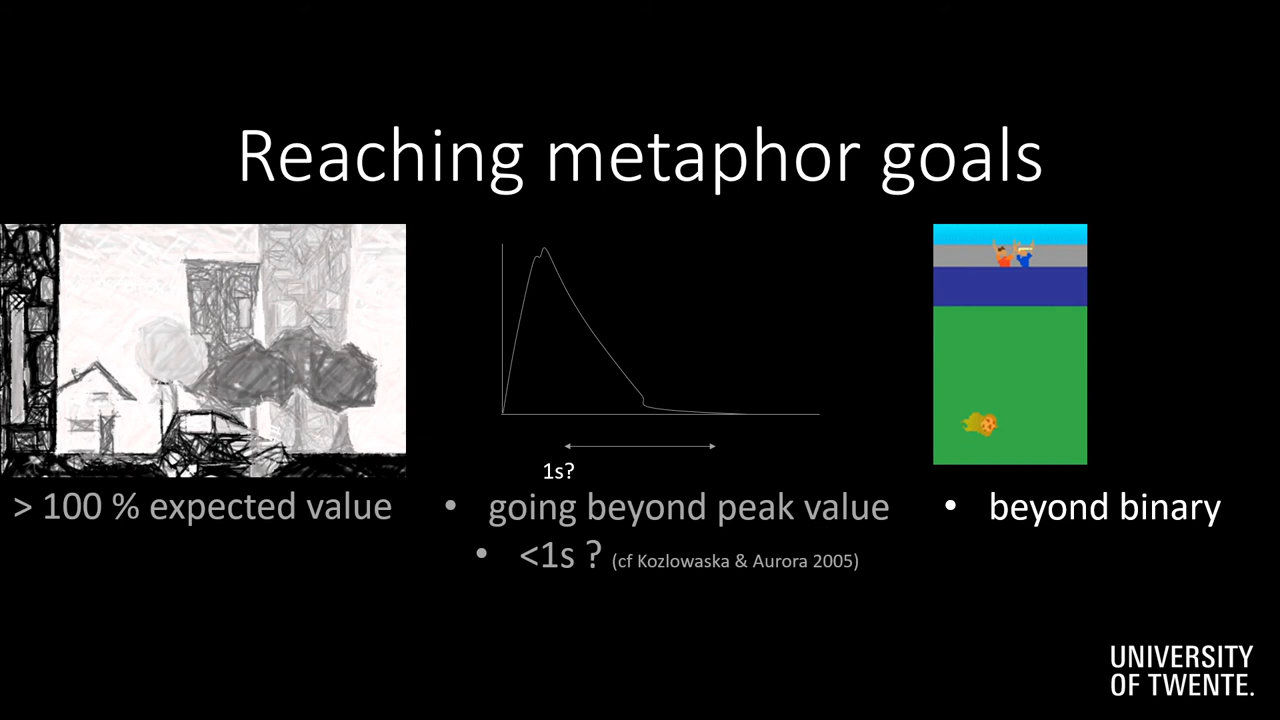 Reaching metaphor goals
1s?
> 100 % expected value
• going beyond peak value
• <1s ? (cf Kozlowaska & Aurora 2005)
• beyond binary
UNIVERSITY
OF TWENTE.